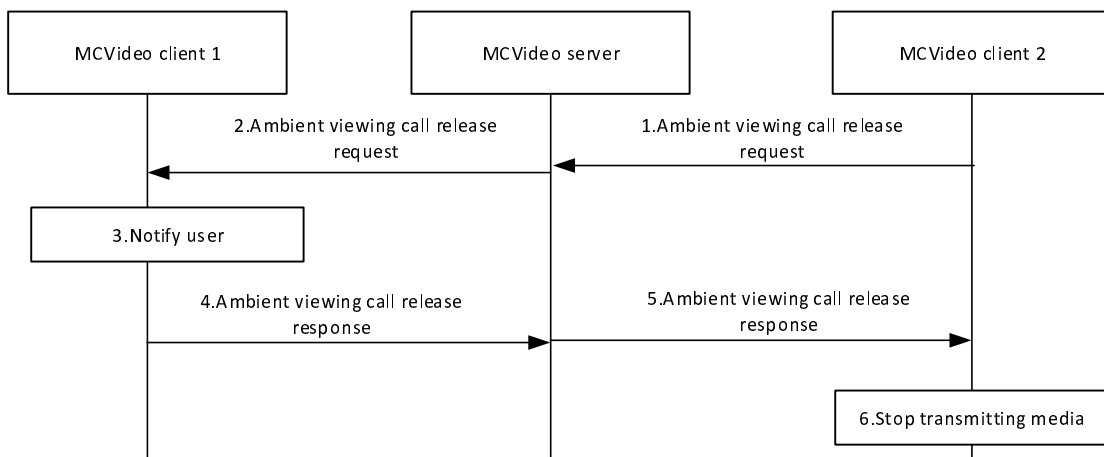 MCVideo client 1
MCVideo server
MCVideo client 2
2.Ambient viewing call release
request
1.Ambient viewing call release
request
3.Notify user
4.Ambient viewing call release
response
5.Ambient viewing call release
response
6.Stop transmitting media